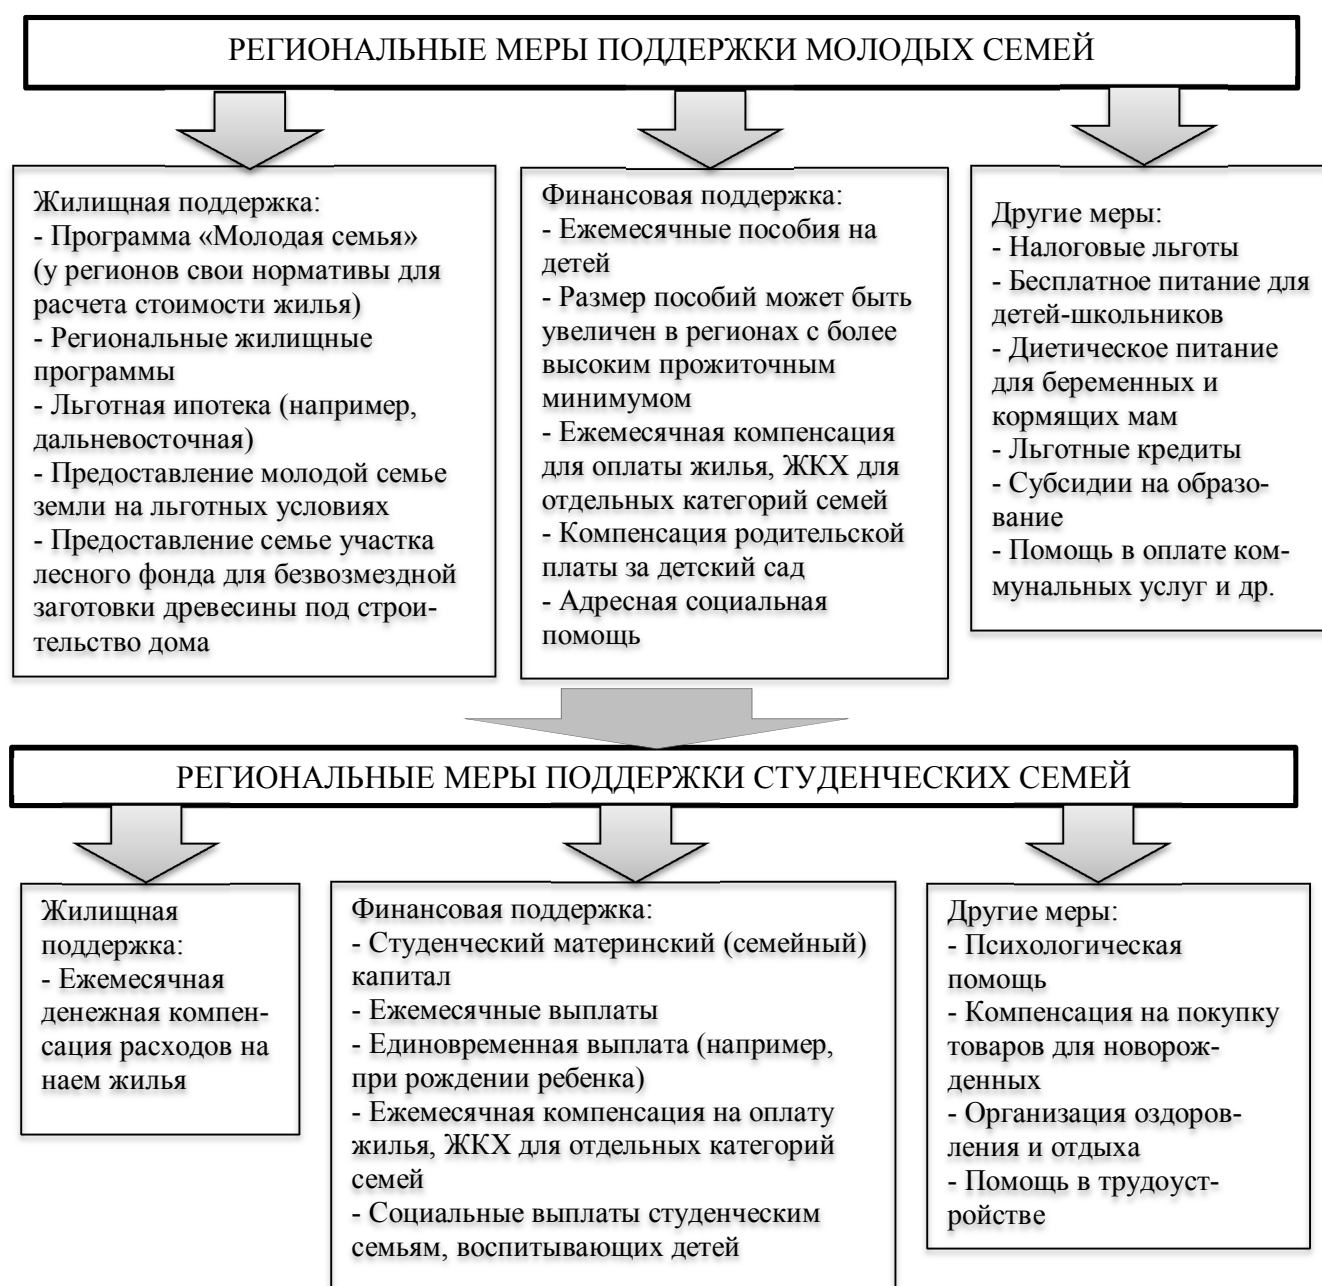 РЕГИОНАЛЬНЫЕ МЕРЫ ПОДДЕРЖКИ МОЛОДЫХ СЕМЕЙ
Жилищная поддержка:
- Программа «Молодая семья»
(у регионов свои нормативы для
расчета стоимости жилья)
- Региональные жилищные
программы
- Льготная ипотека (например,
дальневосточная)
- Предоставление молодой семье
земли на льготных условиях
- Предоставление семье участка
лесного фонда для безвозмездной
заготовки древесины под строи-
тельство дома
Финансовая поддержка:
- Ежемесячные пособия на
детей
- Размер пособий может быть
увеличен в регионах с более
высоким прожиточным
минимумом
- Ежемесячная компенсация
для оплаты жилья, ЖКХ для
отдельных категорий семей
- Компенсация родительской
платы за детский сад
- Адресная социальная
помощь
Другие меры:
- Налоговые льготы
- Бесплатное питание для
детей-школьников
- Диетическое питание
для беременных и
кормящих мам
- Льготные кредиты
- Субсидии на образо-
вание
- Помощь в оплате ком-
мунальных услуг и др.
РЕГИОНАЛЬНЫЕ МЕРЫ ПОДДЕРЖКИ СТУДЕНЧЕСКИХ СЕМЕЙ
Жилищная
поддержка:
- Ежемесячная
денежная компен-
сация расходов на
наем жилья
Финансовая поддержка:
- Студенческий материнский (семейный)
капитал
- Ежемесячные выплаты
- Единовременная выплата (например,
при рождении ребенка)
- Ежемесячная компенсация на оплату
жилья, ЖКХ для отдельных категорий
семей
- Социальные выплаты студенческим
семьям, воспитывающих детей
Другие меры:
- Психологическая
помощь
- Компенсация на покупку
товаров для новорож-
денных
- Организация оздоров-
ления и отдыха
- Помощь в трудоуст-
ройстве